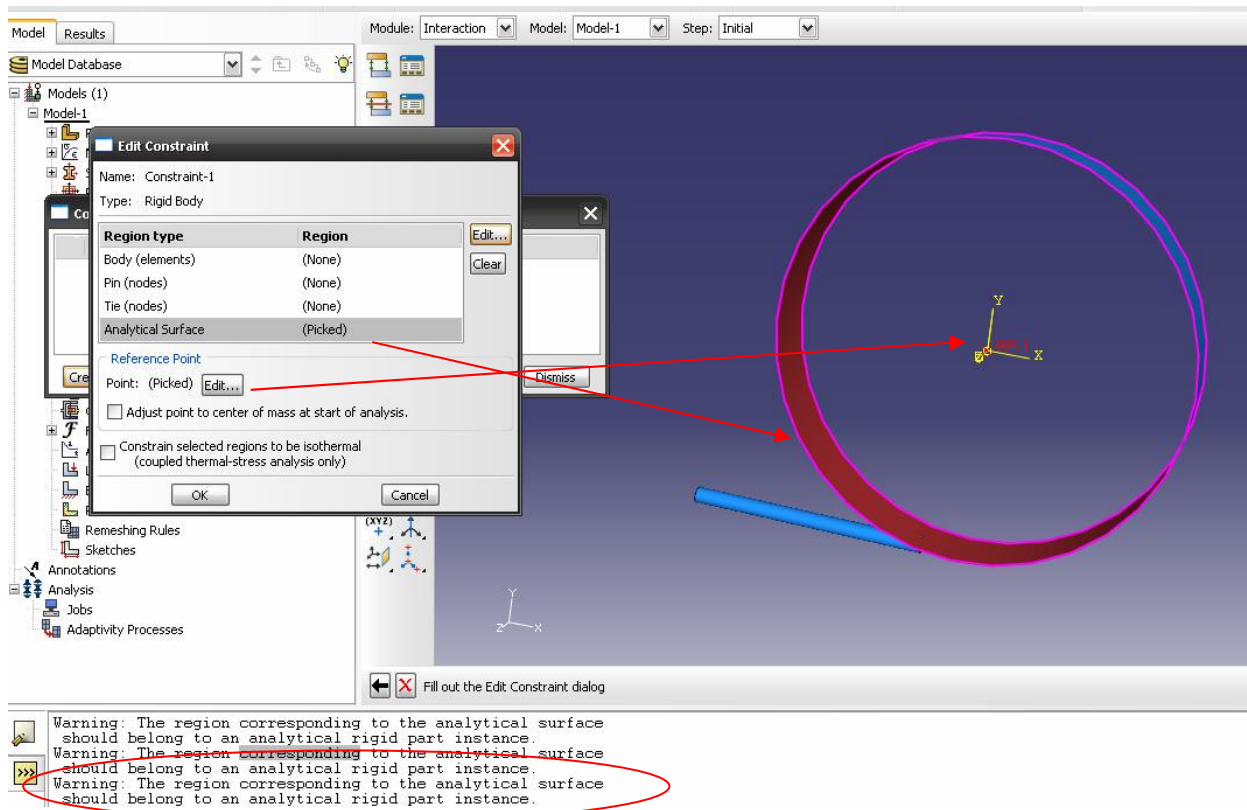 Model Results
Module: Interaction Model: Model-1 Step: Initial
Model Database
Models (1)
Model-1
Edit Constraint
Name: Constraint-1
Type: Rigid Body
Region type Region
Edit...
Body (elements) (None)
Clear
Pin (nodes) (None)
Tie (nodes) (None)
Analytical Surface (Picked)
Reference Point
Point: (Picked) Edit...
Dismiss
Adjust point to center of mass at start of analysis.
Constrain selected regions to be isothermal
(coupled thermal-stress analysis only)
OK Cancel
Y
X
(XYZ)
Remeshing Rules
Sketches
Annotations
Analysis
Jobs
Adaptivity Processes
Y
Z X
Fill out the Edit Constraint dialog
Warning: The region corresponding to the analytical surface
should belong to an analytical rigid part instance.
Warning: The region corresponding to the analytical surface
should belong to an analytical rigid part instance.
Warning: The region corresponding to the analytical surface
should belong to an analytical rigid part instance.